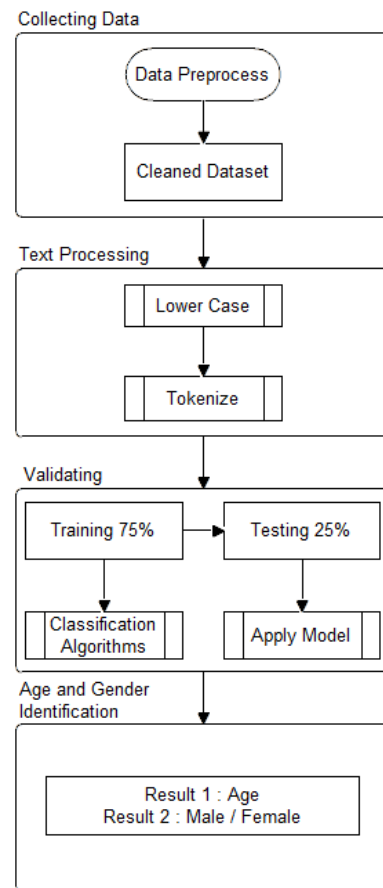 Collecting Data
Data Preprocess
Cleaned Dataset
Text Processing
Lower Case
Tokenize
Validating
Training 75%
Testing 25%
Classification
Algorithms
Apply Model
Age and Gender
Identification
Result 1 : Age
Result 2 : Male / Female